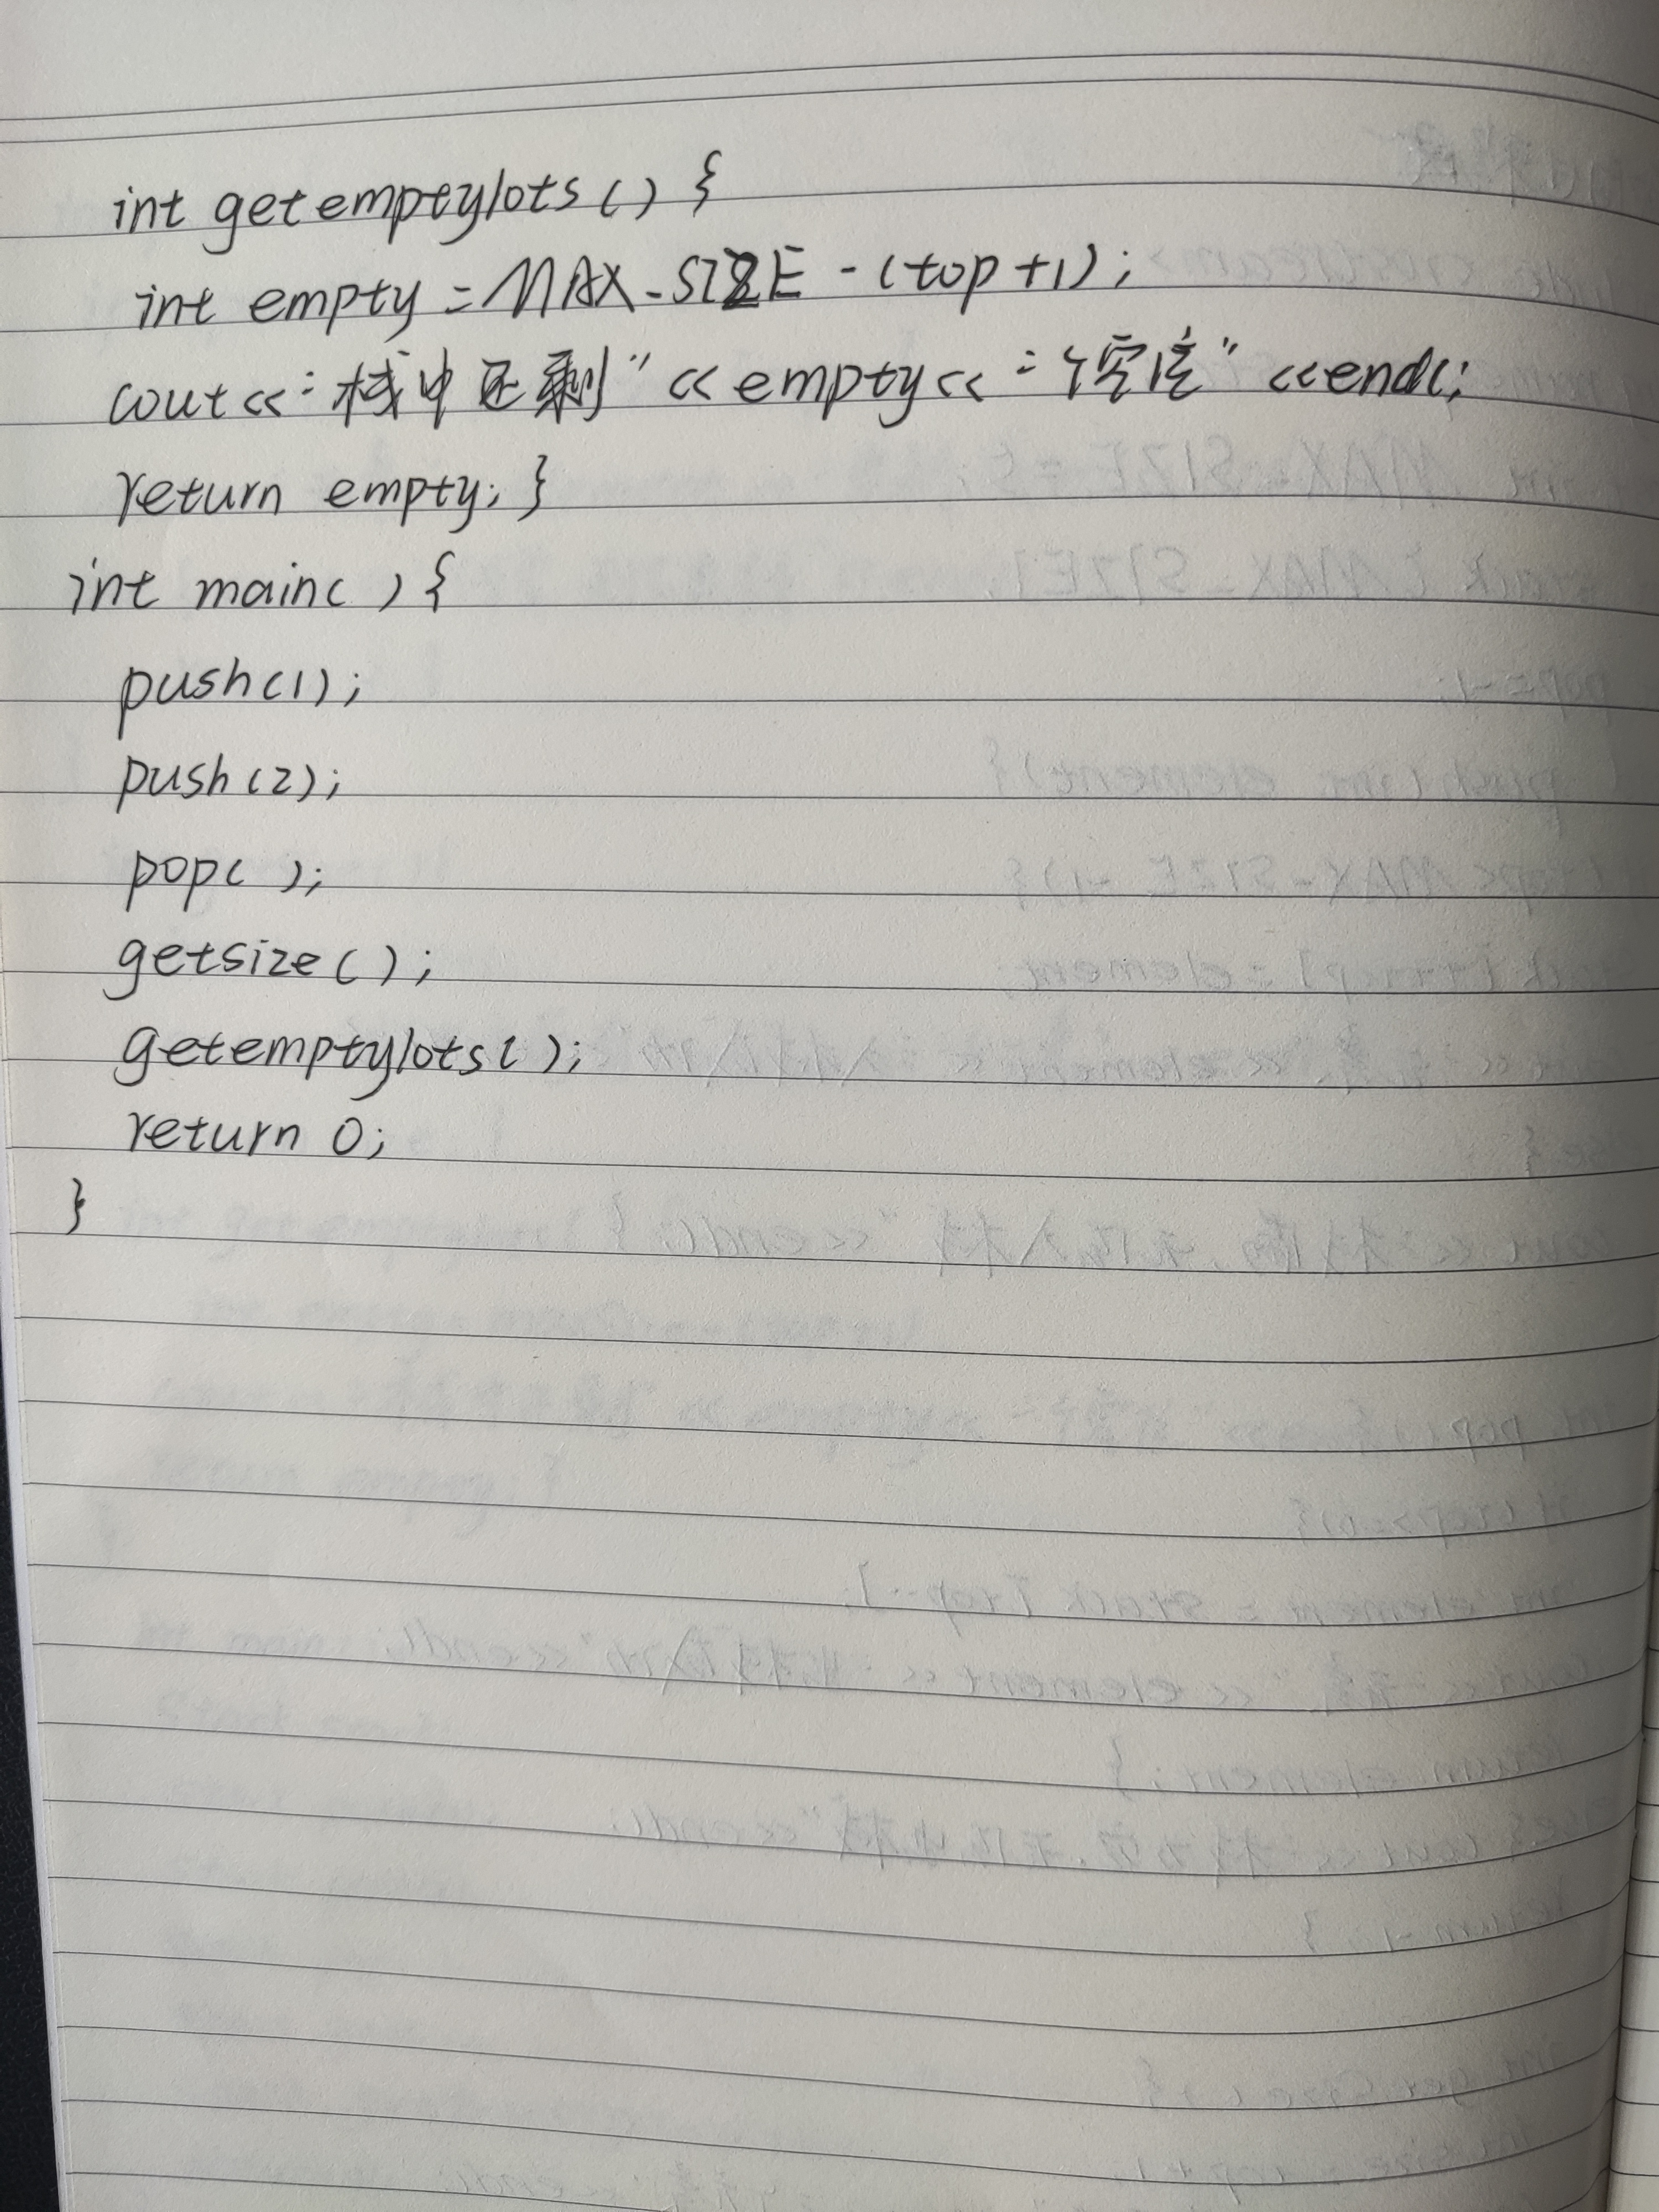 int getemptylots() {
int empty = MAX_SIZE - (top+1);
cout << "栈中还剩" << empty << "个空位" << endl;
return empty; }
int main( ) {
push(1);
push(2);
pop( );
getsize( );
getemptylots( );
return 0;
}